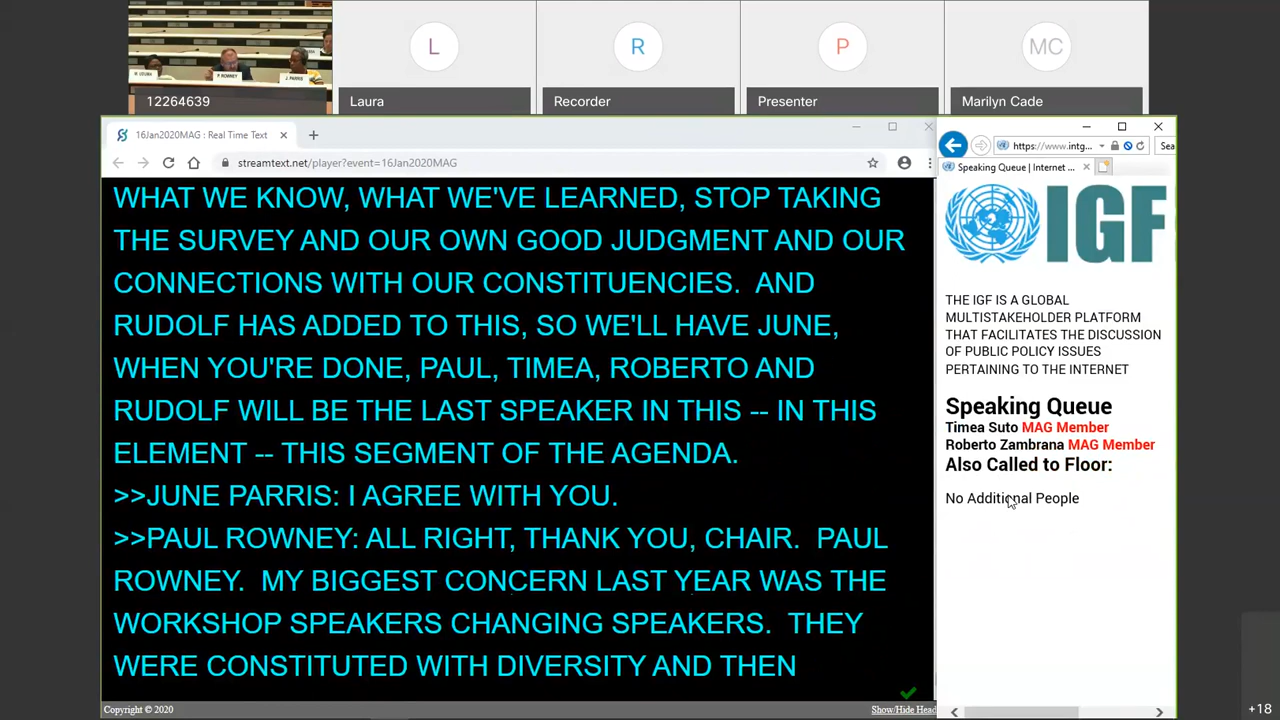 L
R
P
MC
P. ROWNEY
J. PARRIS
12264639
Laura
Recorder
Presenter
Marilyn Cade
16Jan2020MAG : Real Time Text
streamtext.net/player?event=16Jan2020MAG
WHAT WE KNOW, WHAT WE'VE LEARNED, STOP TAKING
THE SURVEY AND OUR OWN GOOD JUDGMENT AND OUR
CONNECTIONS WITH OUR CONSTITUENCIES. AND
RUDOLF HAS ADDED TO THIS, SO WE'LL HAVE JUNE,
WHEN YOU'RE DONE, PAUL, TIMEA, ROBERTO AND
RUDOLF WILL BE THE LAST SPEAKER IN THIS -- IN THIS
ELEMENT -- THIS SEGMENT OF THE AGENDA.
>>JUNE PARRIS: I AGREE WITH YOU.
>>PAUL ROWNEY: ALL RIGHT, THANK YOU, CHAIR. PAUL
ROWNEY. MY BIGGEST CONCERN LAST YEAR WAS THE
WORKSHOP SPEAKERS CHANGING SPEAKERS. THEY
WERE CONSTITUTED WITH DIVERSITY AND THEN
Copyright © 2020
Show/Hide Head
https://www.intg...
Sea
Speaking Queue | Internet ...
IGF
THE IGF IS A GLOBAL
MULTISTAKEHOLDER PLATFORM
THAT FACILITATES THE DISCUSSION
OF PUBLIC POLICY ISSUES
PERTAINING TO THE INTERNET
Speaking Queue
Timea Suto MAG Member
Roberto Zambrana MAG Member
Also Called to Floor:
No Additional People
+18